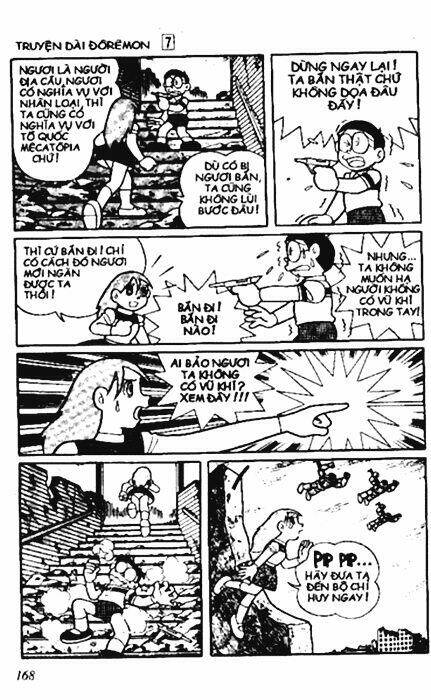 TRUYỆN DÀI ĐÔRÊMON 7
NGƯƠI LÀ NGƯỜI
ĐỊA CẦU, NGƯƠI
CÓ NGHĨA VỤ VỚI
NHÂN LOẠI, THÌ
TA CŨNG CÓ
NGHĨA VỤ VỚI
TỔ QUỐC
MÊCATÔPIA
CHỨ!
DÙ CÓ BỊ
NGƯƠI BẮN,
TA CŨNG
KHÔNG LÙI
BƯỚC ĐÂU!
DỪNG NGAY LẠI!
TA BẮN THẬT CHỨ
KHÔNG DỌA ĐÂU
ĐẤY!
THÌ CỨ BẮN ĐI! CHỈ
CÓ CÁCH ĐÓ NGƯƠI
MỚI NGĂN
ĐƯỢC TA
THÔI!
BẮN ĐI!
BẮN ĐI
NÀO!
NHƯNG...
TA KHÔNG
MUỐN HẠ
NGƯỜI KHÔNG
CÓ VŨ KHÍ
TRONG TAY!
AI BẢO NGƯƠI
TA KHÔNG
CÓ VŨ KHÍ?
XEM ĐÂY!!!
PÍP PÍP...
HÃY ĐƯA TA
ĐẾN BỘ CHỈ
HUY NGAY!
168